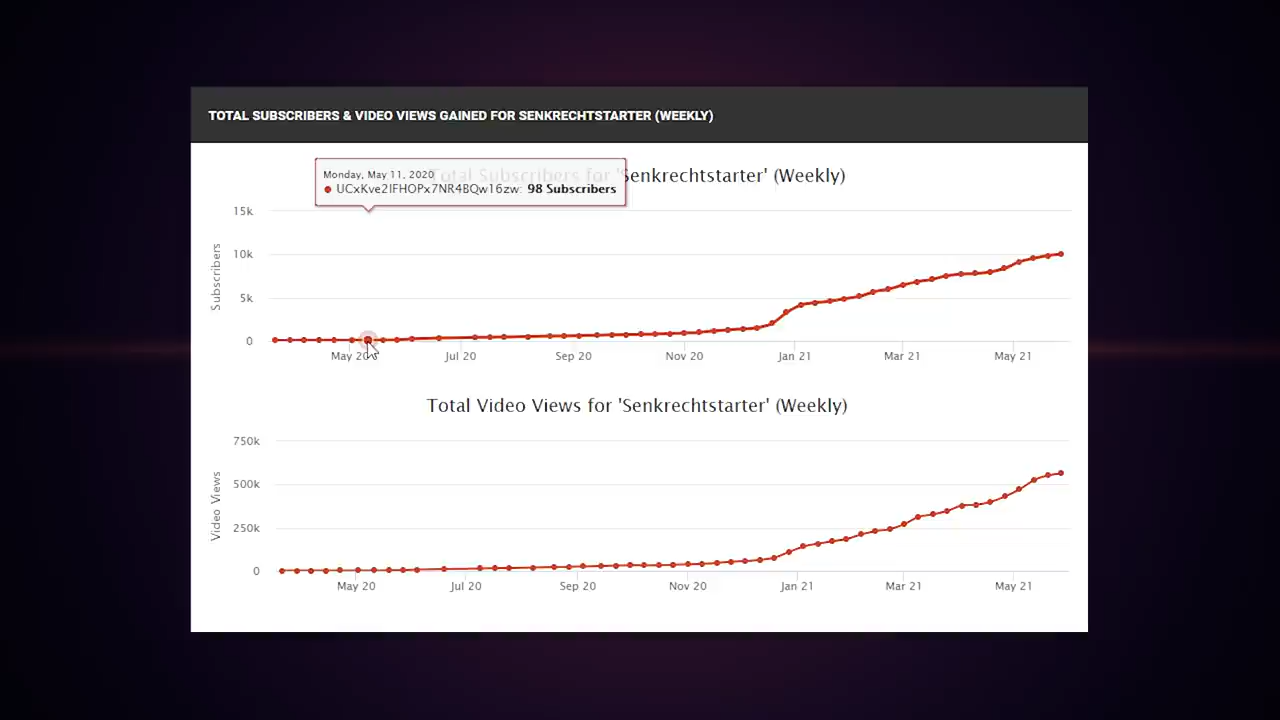 TOTAL SUBSCRIBERS & VIDEO VIEWS GAINED FOR SENKRECHTSTARTER (WEEKLY)
Total Subscribers for 'Senkrechtstarter' (Weekly)
Monday, May 11, 2020
UCxKve2IFHOPx7NR4BQw16zw: 98 Subscribers
15k
10k
5k
0
Subscribers
May 20 Jul 20 Sep 20 Nov 20 Jan 21 Mar 21 May 21
Total Video Views for 'Senkrechtstarter' (Weekly)
750k
500k
250k
0
Video Views
May 20 Jul 20 Sep 20 Nov 20 Jan 21 Mar 21 May 21